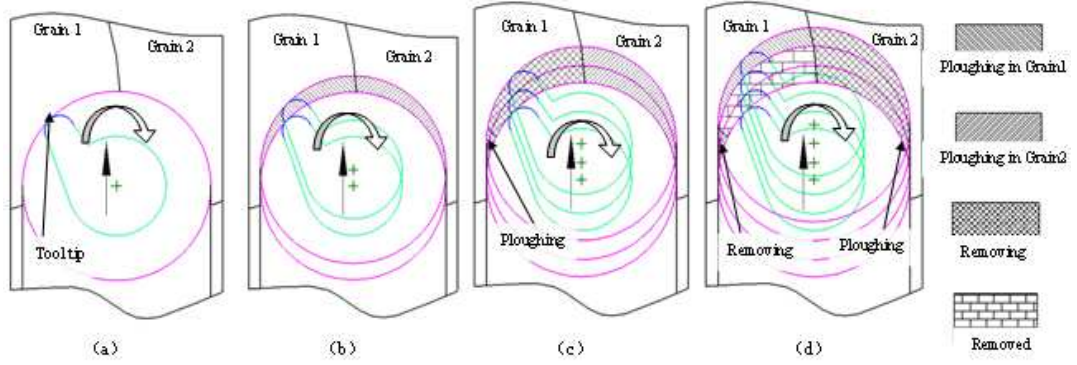 Grain 1
Grain 2
Tooltip
(a)
Grain 1
Grain 2
(b)
Grain 1
Grain 2
Ploughing
(c)
Grain 1
Grain 2
Removing
Ploughing
(d)
Ploughing in Grain1
Ploughing in Grain2
Removing
Removed